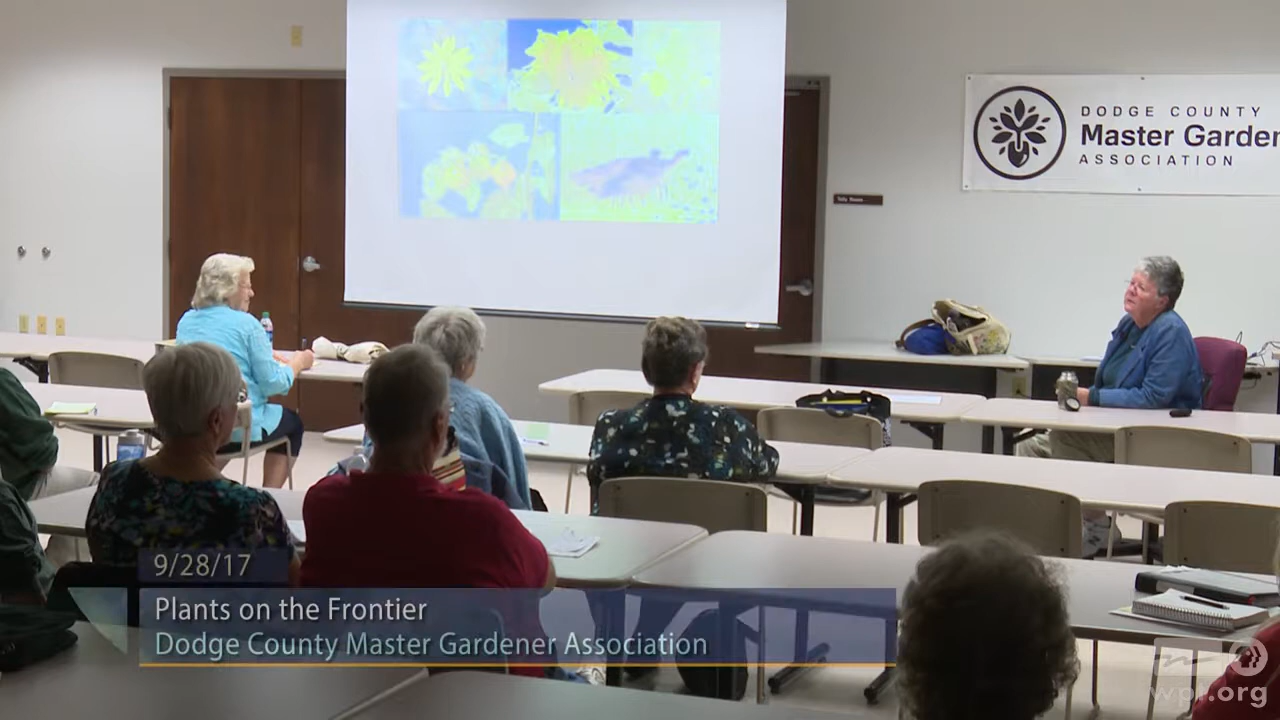 DODGE COUNTY
Master Garden
ASSOCIATION
9/28/17
Plants on the Frontier
Dodge County Master Gardener Association
wpt.org